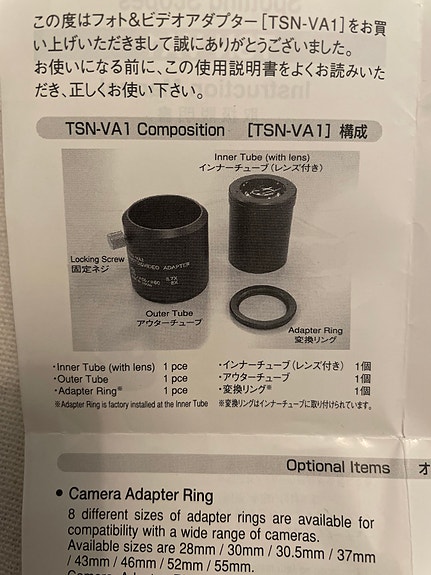 この度はフォト&ビデオアダプター[TSN-VA1]をお買
い上げいただきまして誠にありがとうございました。
お使いになる前に、この使用説明書をよくお読みいた
だき、正しくお使い下さい。
TSN-VA1 Composition [TSN-VA1] 構成
Inner Tube (with lens)
インナーチューブ(レンズ付き)
Locking Screw
固定ネジ
Outer Tube
アウターチューブ
Adapter Ring
変換リング
・Inner Tube (with lens) 1 pce ・インナーチューブ(レンズ付き) 1個
・Outer Tube 1 pce ・アウターチューブ 1個
・Adapter Ring※ 1 pce ・変換リング※ 1個
※Adapter Ring is factory installed at the Inner Tube ※変換リングはインナーチューブに取り付けられています。
Optional Items オ
• Camera Adapter Ring
8 different sizes of adapter rings are available for
compatibility with a wide range of cameras.
Available sizes are 28mm / 30mm / 30.5mm / 37mm
/ 43mm / 46mm / 52mm / 55mm.